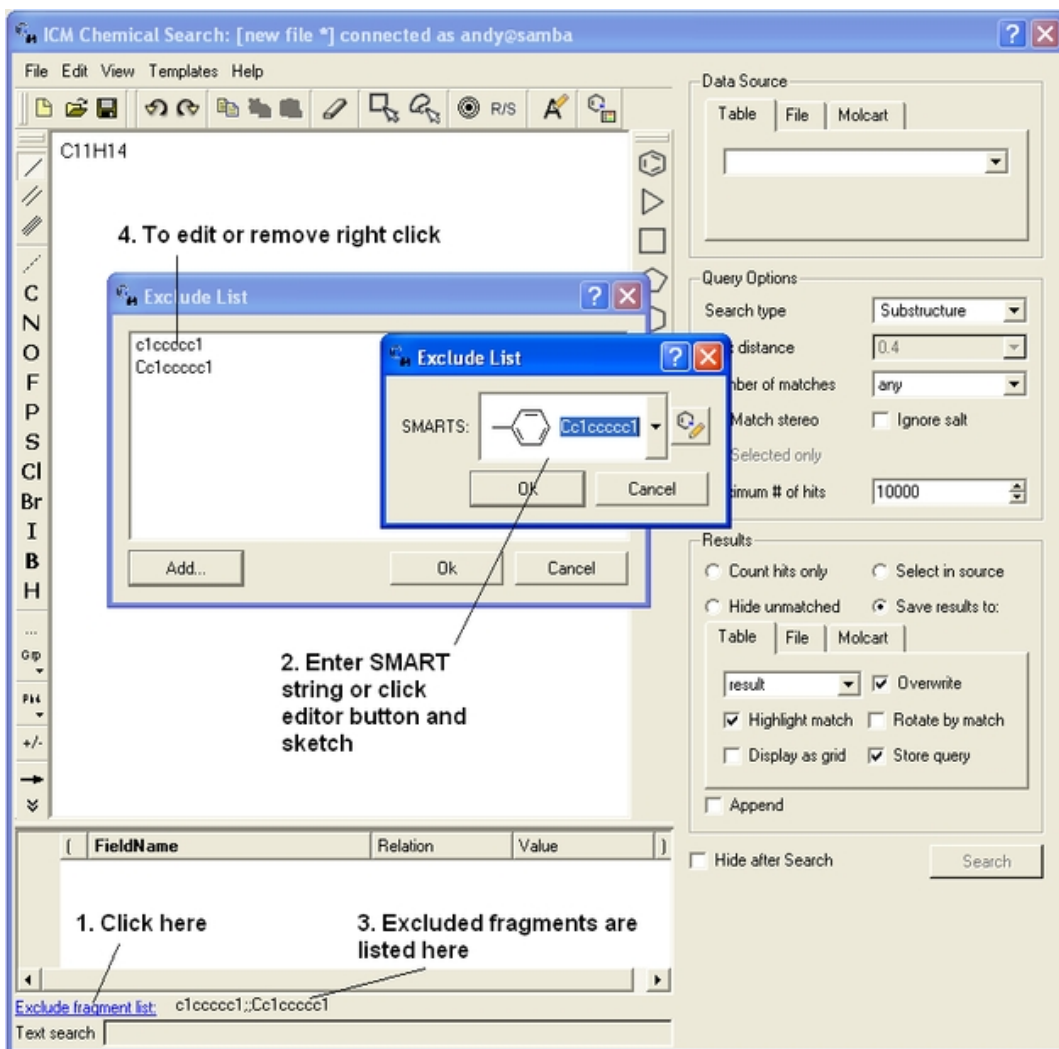 ICM Chemical Search: [new file *] connected as andy@samba
File Edit View Templates Help
R/S
C11H14
C
N
O
F
P
S
Cl
Br
I
B
H
...
Grp
+/-
4. To edit or remove right click
Exclude List
c1ccccc1
Cc1ccccc1
Add...
Ok
Cancel
Exclude List
SMARTS:
Cc1ccccc1
Ok
Cancel
2. Enter SMART
string or click
editor button and
sketch
Data Source
Table File Molcart
Query Options
Search type Substructure
distance 0.4
ber of matches any
Match stereo Ignore salt
Selected only
imum # of hits 10000
Results
Count hits only Select in source
Hide unmatched Save results to:
Table File Molcart
result Overwrite
Highlight match Rotate by match
Display as grid Store query
Append
Hide after Search Search
( FieldName Relation Value )
1. Click here
3. Excluded fragments are
listed here
Exclude fragment list: c1ccccc1;;Cc1ccccc1
Text search